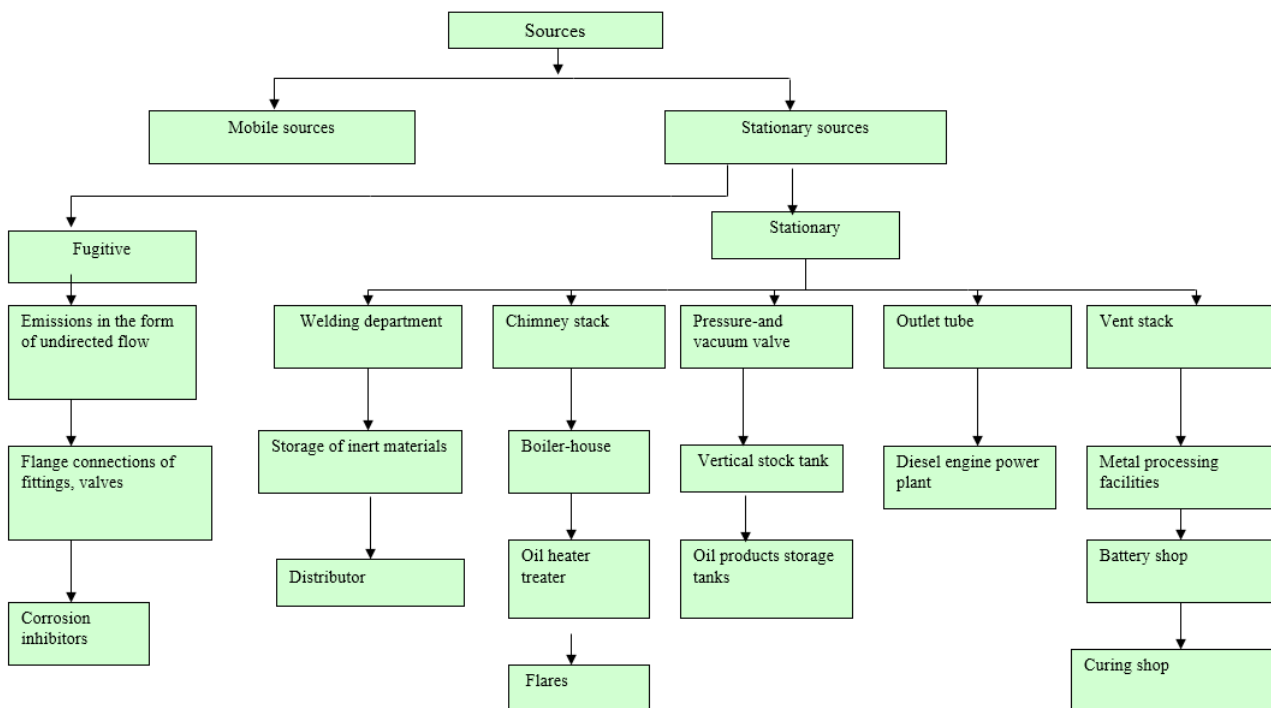 Sources
Mobile sources
Stationary sources
Fugitive
Stationary
Emissions in the form
of undirected flow
Welding department
Chimney stack
Pressure-and
vacuum valve
Outlet tube
Vent stack
Flange connections of
fittings, valves
Storage of inert materials
Boiler-house
Vertical stock tank
Diesel engine power
plant
Metal processing
facilities
Corrosion
inhibitors
Distributor
Oil heater
treater
Oil products storage
tanks
Battery shop
Flares
Curing shop